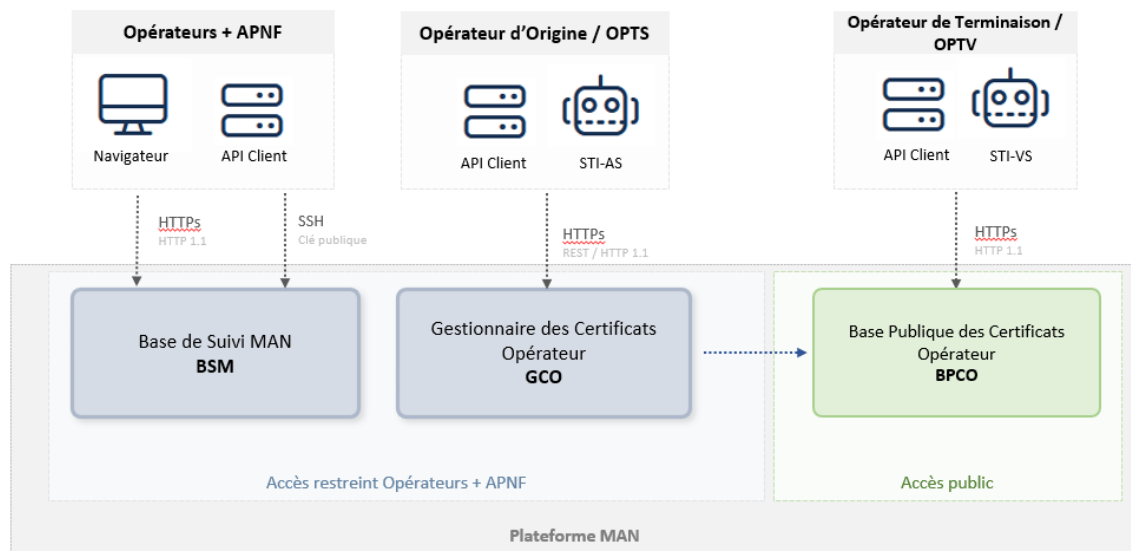 Opérateurs + APNF
Navigateur
API Client
Opérateur d’Origine / OPTS
API Client
STI-AS
Opérateur de Terminaison /
OPTV
API Client
STI-VS
HTTPs
HTTP 1.1
SSH
Clé publique
HTTPs
REST / HTTP 1.1
HTTPs
HTTP 1.1
Base de Suivi MAN
BSM
Gestionnaire des Certificats
Opérateur
GCO
Base Publique des Certificats
Opérateur
BPCO
Accès restreint Opérateurs + APNF
Accès public
Plateforme MAN